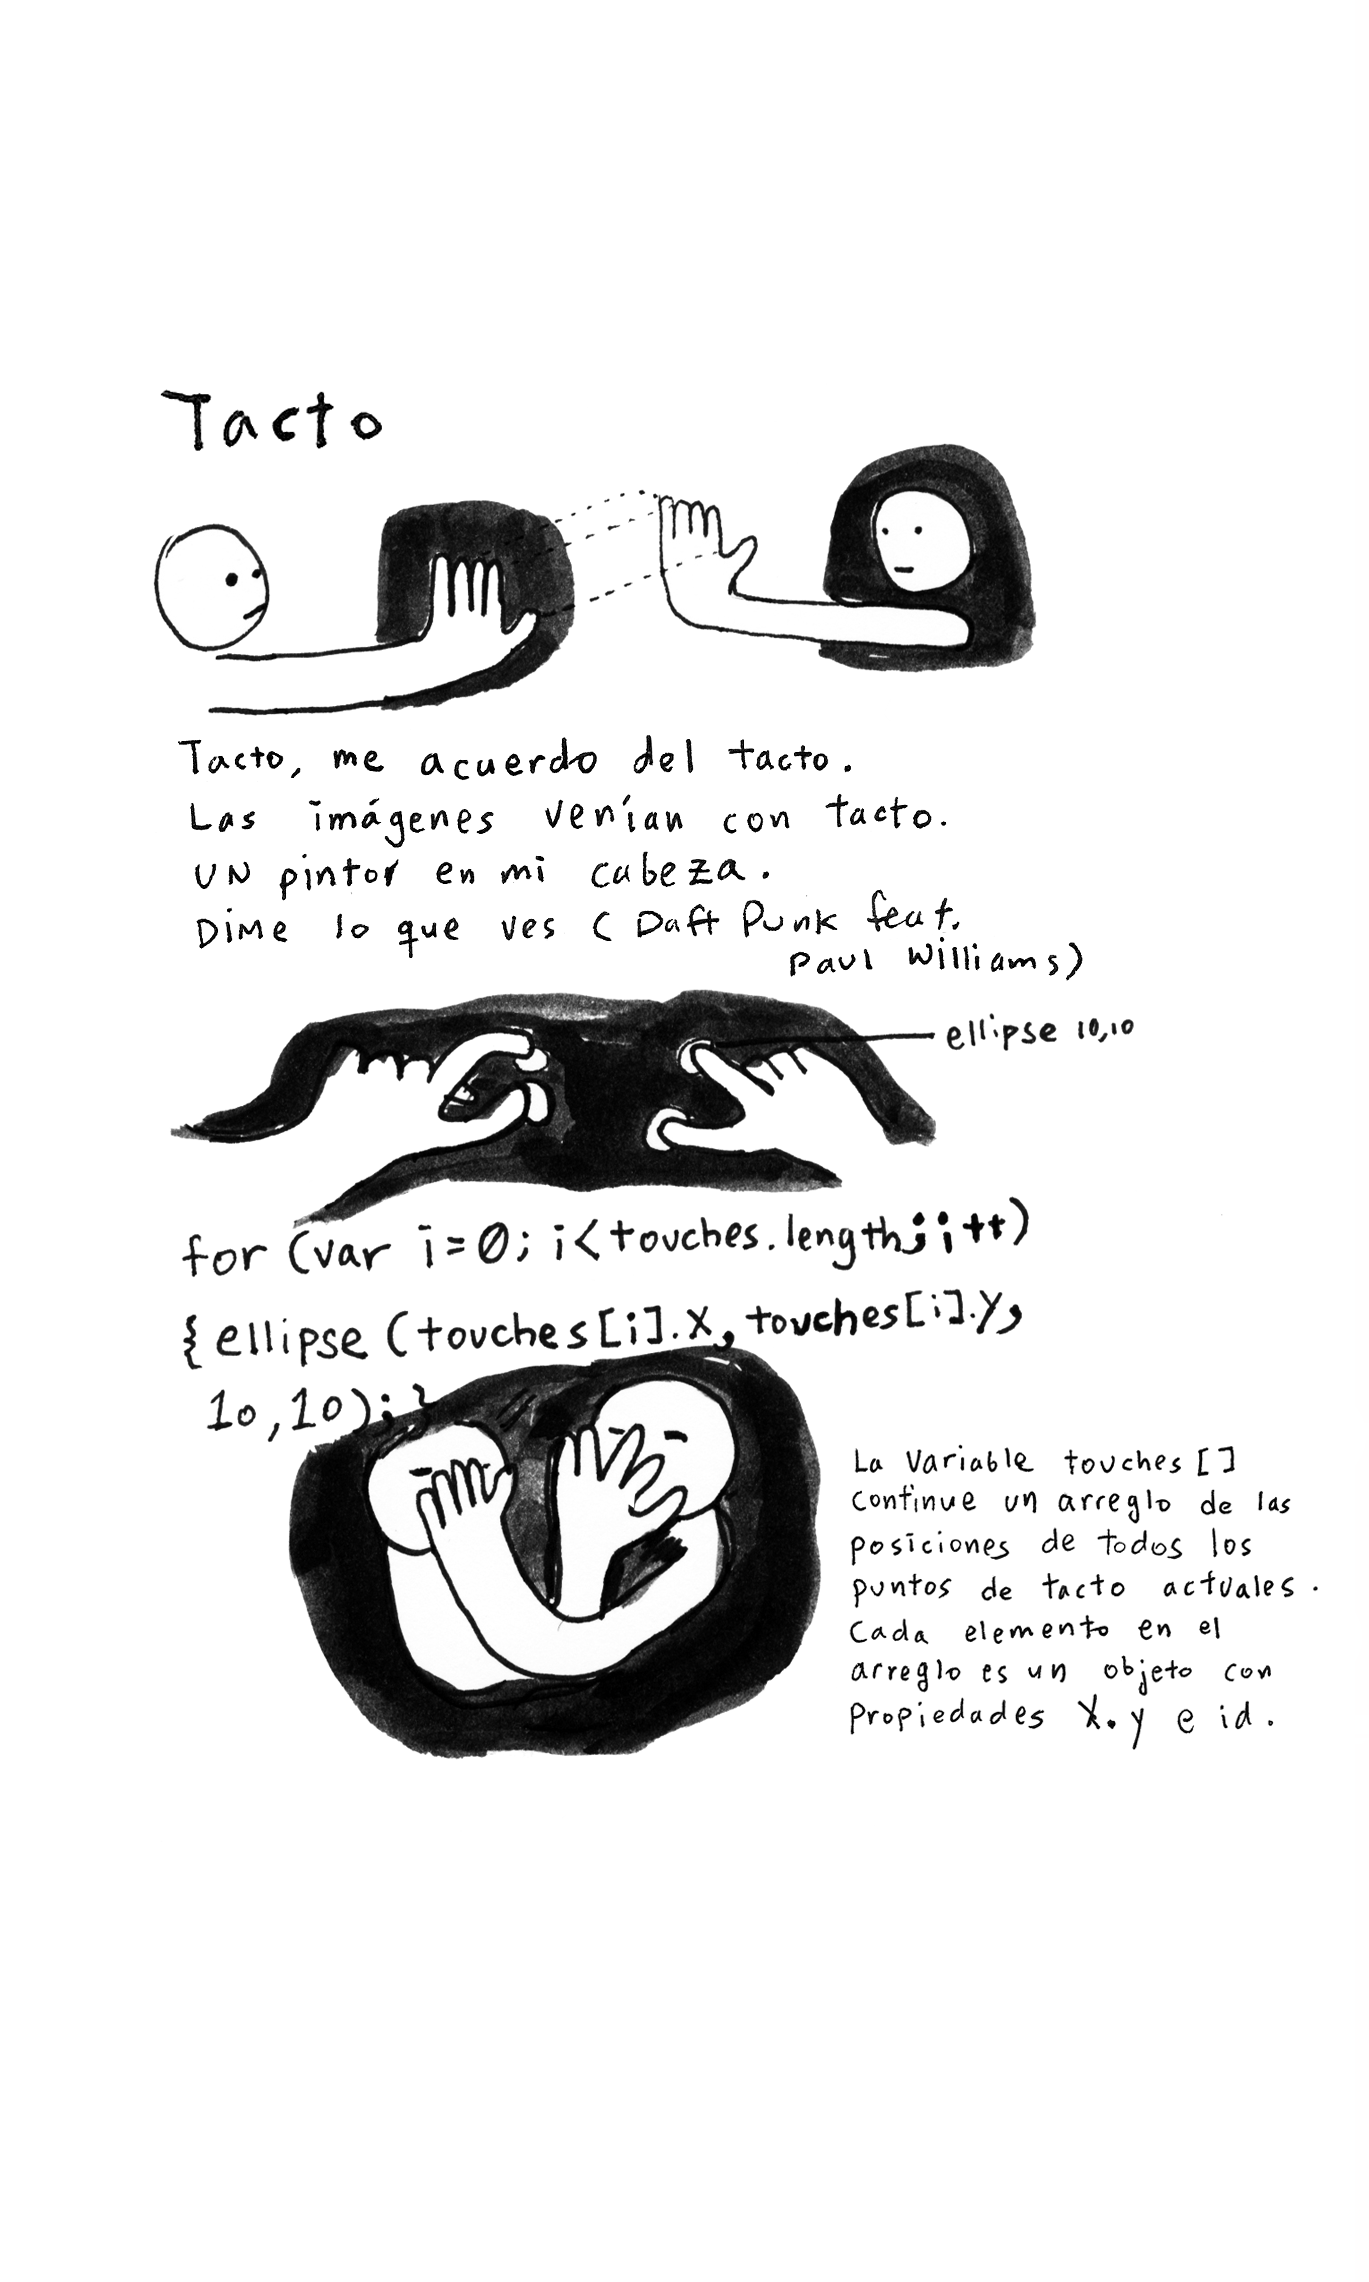 Tacto
Tacto, me acuerdo del tacto.
Las imágenes venían con tacto.
UN pintor en mi cabeza.
Dime lo que ves (Daft Punk feat.
Paul Williams)
ellipse 10,10
for (var i=0; i<touches.length; i++)
{ ellipse (touches[i].x, touches[i].y,
10,10); }
La Variable touches []
continue un arreglo de las
posiciones de todos los
puntos de tacto actuales.
Cada elemento en el
arreglo es un objeto con
Propiedades X. y e id.